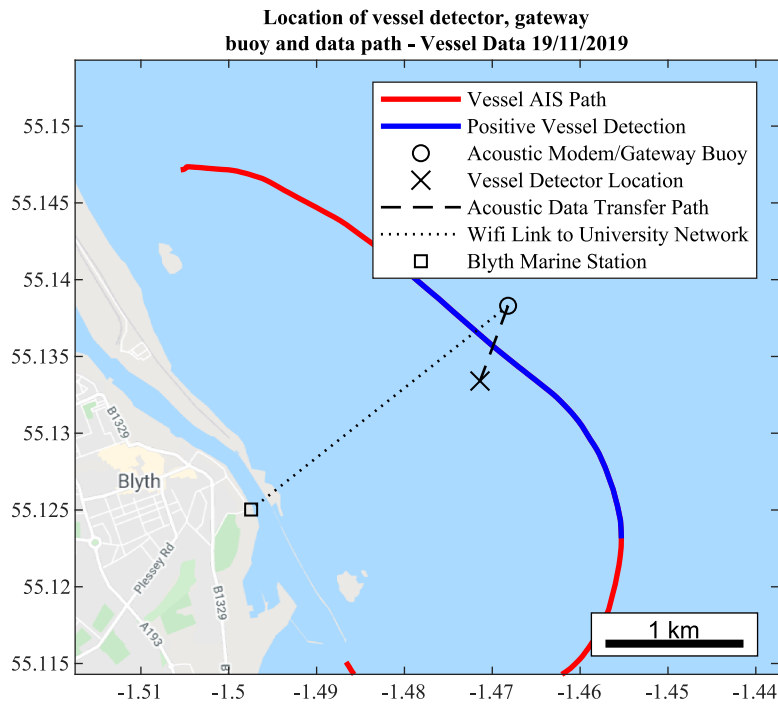 Location of vessel detector, gateway
buoy and data path - Vessel Data 19/11/2019
Vessel AIS Path
Positive Vessel Detection
Acoustic Modem/Gateway Buoy
Vessel Detector Location
Acoustic Data Transfer Path
Wifi Link to University Network
Blyth Marine Station
55.15
55.145
55.14
55.135
55.13
55.125
55.12
55.115
B1329
Blyth
Plessey Rd
B1329
A193
B
1 km
-1.51 -1.5 -1.49 -1.48 -1.47 -1.46 -1.45 -1.44